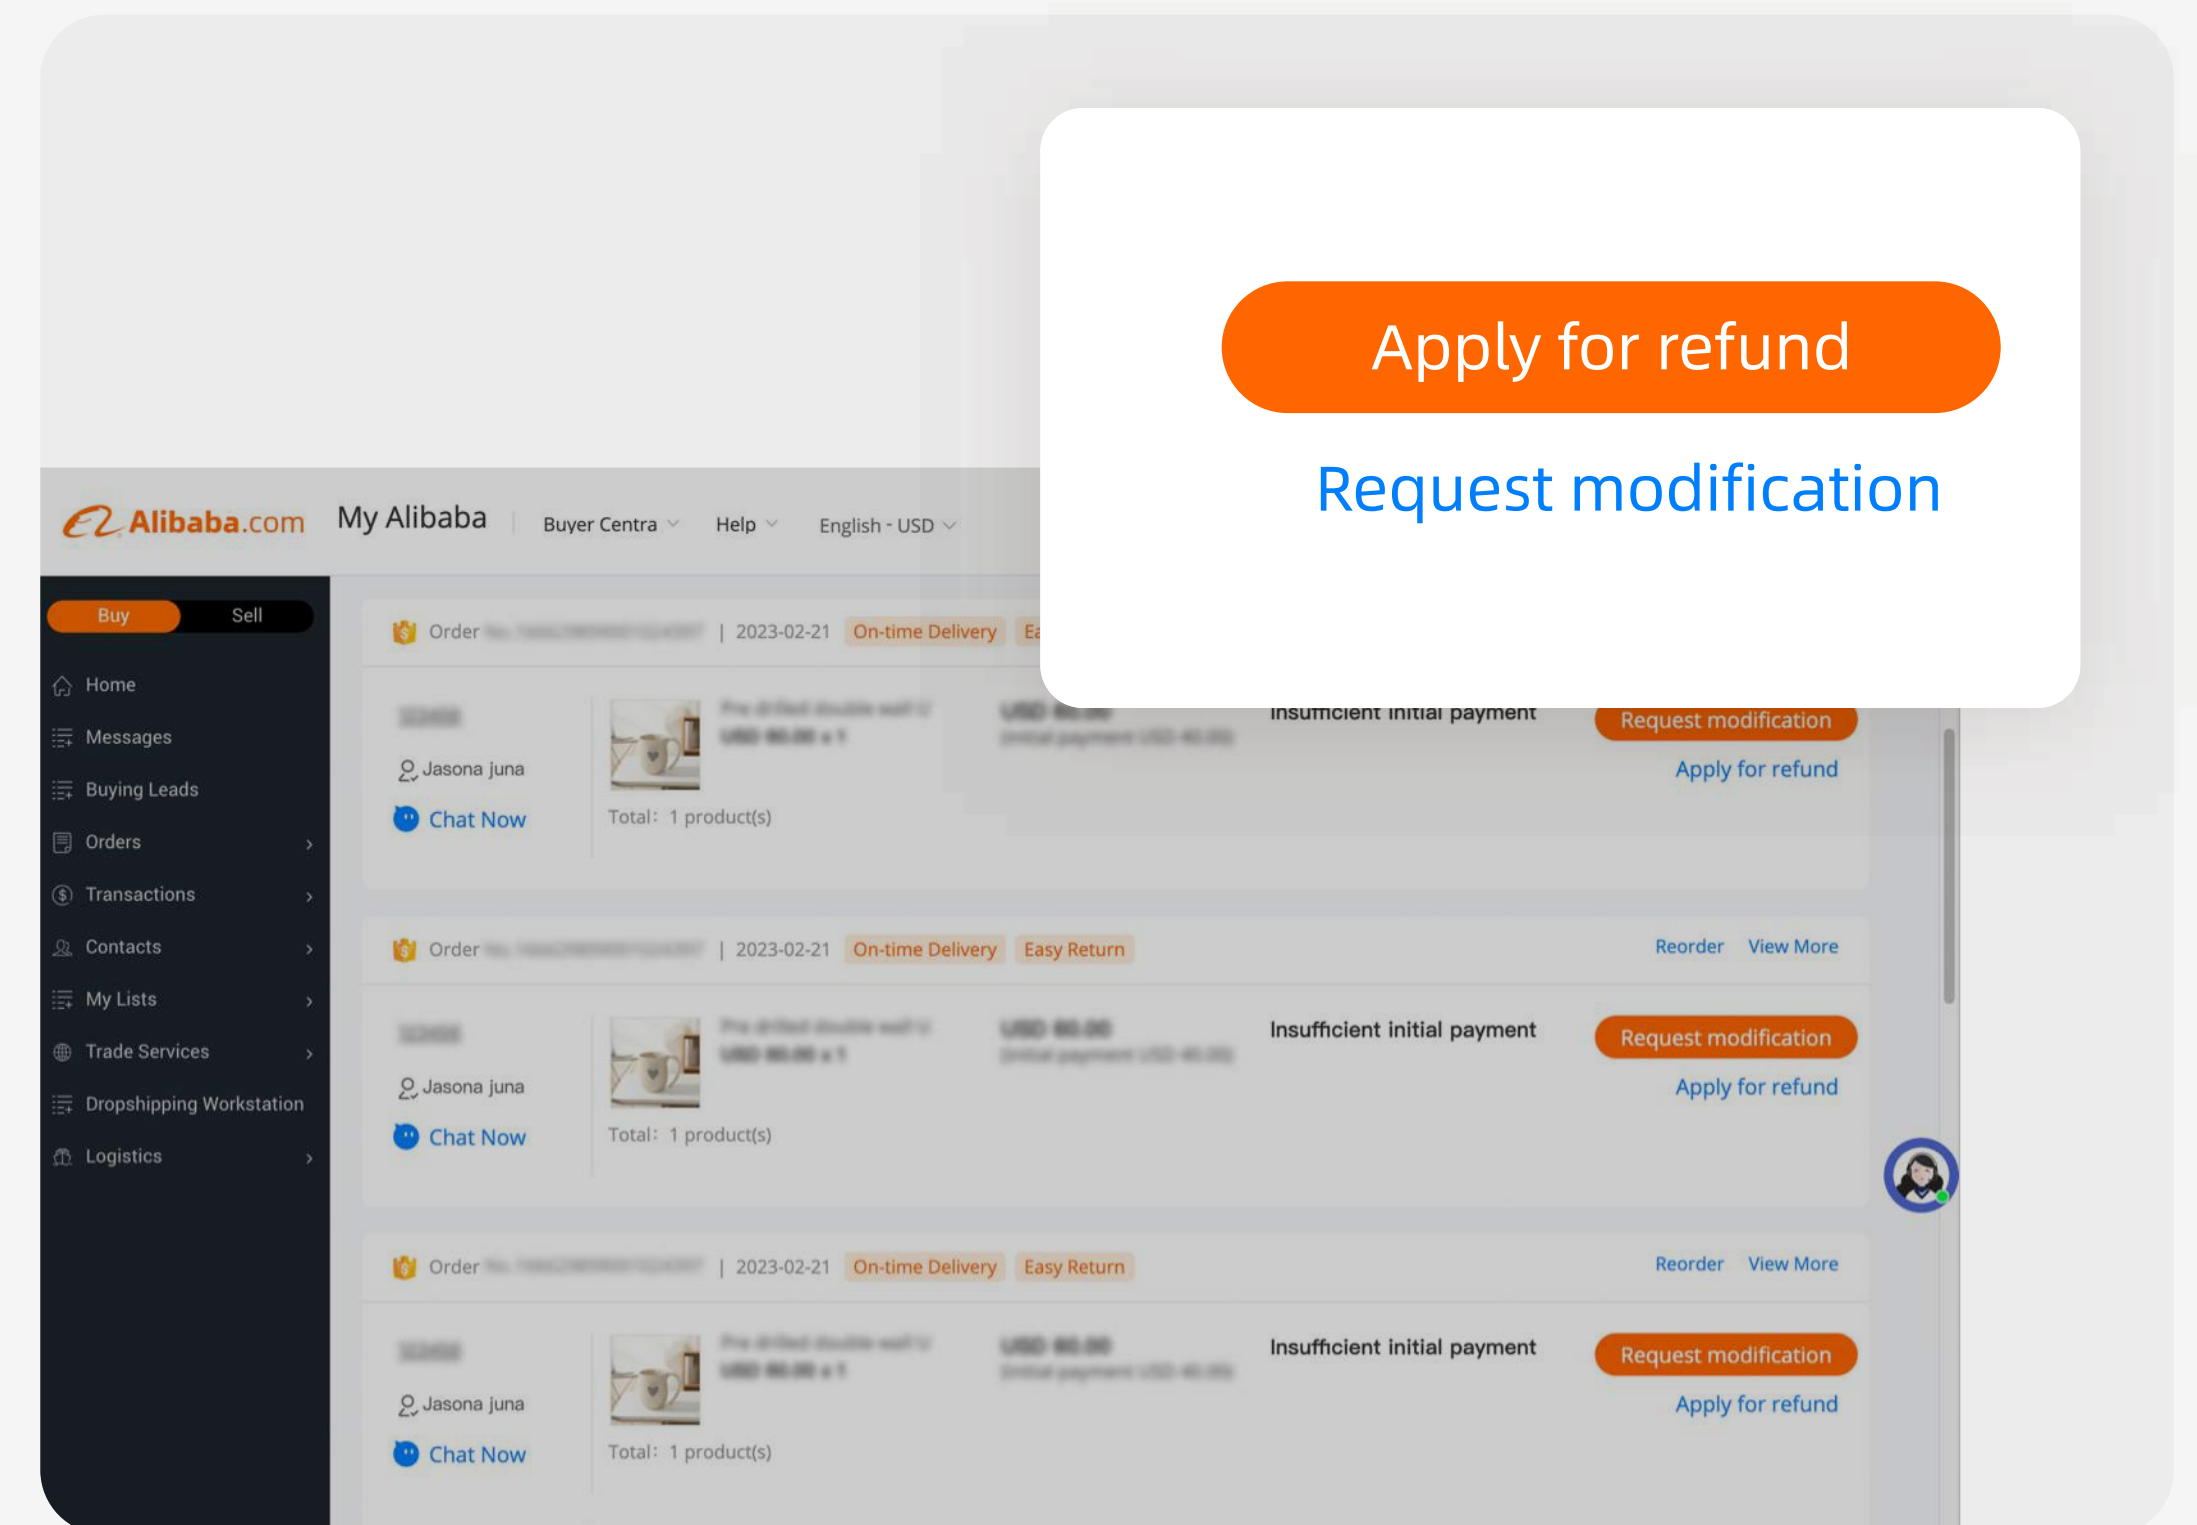 Apply for refund
Request modification
Alibaba.com My Alibaba Buyer Centra Help English - USD
Buy Sell
Home
Messages
Buying Leads
Orders
Transactions
Contacts
My Lists
Trade Services
Dropshipping Workstation
Logistics
Order | 2023-02-21 On-time Delivery
Insufficient initial payment Request modification
Jasona juna Apply for refund
Chat Now Total: 1 product(s)
Order | 2023-02-21 On-time Delivery Easy Return Reorder View More
Insufficient initial payment Request modification
Jasona juna Apply for refund
Chat Now Total: 1 product(s)
Order | 2023-02-21 On-time Delivery Easy Return Reorder View More
Insufficient initial payment Request modification
Jasona juna Apply for refund
Chat Now Total: 1 product(s)